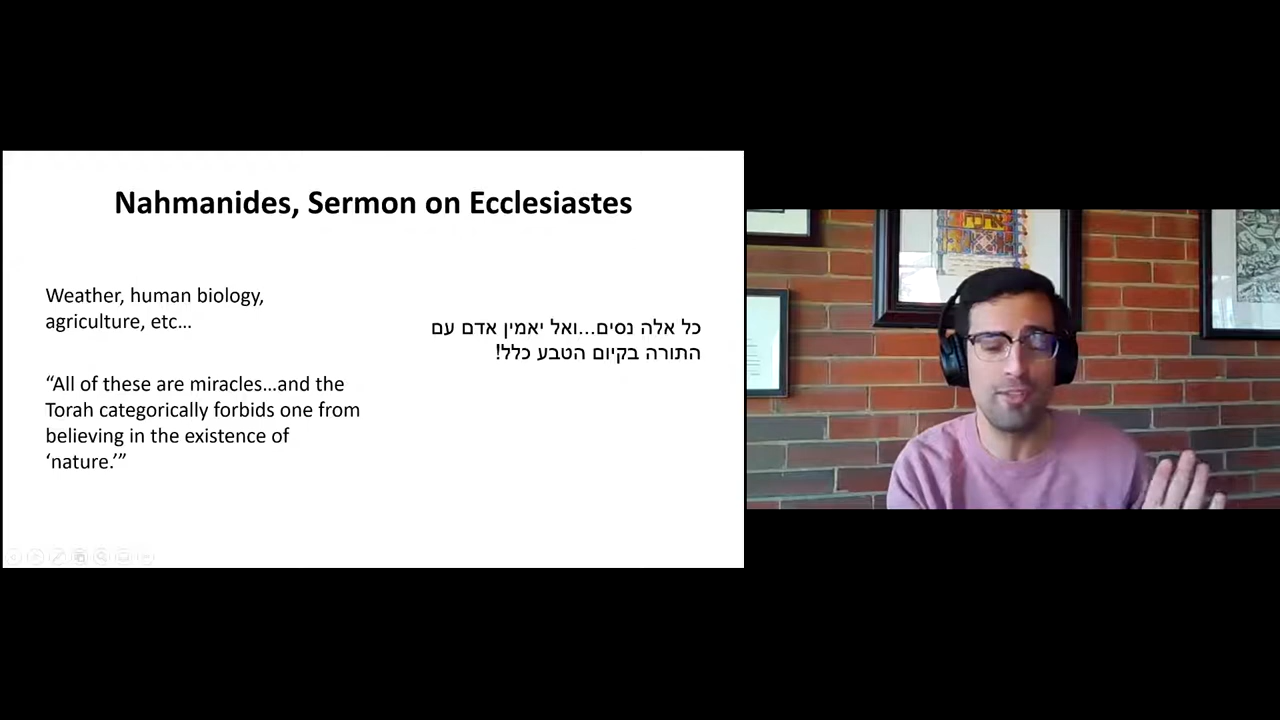 Nahmanides, Sermon on Ecclesiastes
Weather, human biology,
agriculture, etc…
“All of these are miracles…and the
Torah categorically forbids one from
believing in the existence of
‘nature.’”
כל אלה נסים...ואל יאמין אדם עם
התורה בקיום הטבע כלל!